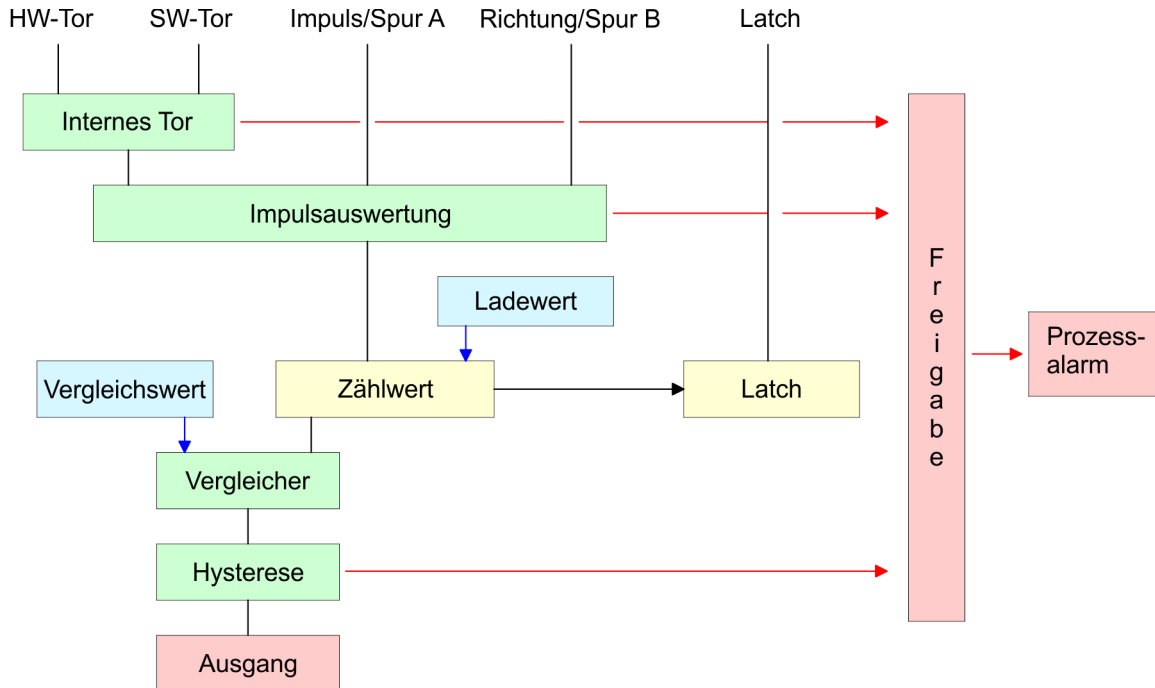 HW-Tor
SW-Tor
Impuls/Spur A
Richtung/Spur B
Latch
Internes Tor
Impulsauswertung
Ladewert
Vergleichswert
Zählwert
Latch
Vergleicher
Hysterese
Ausgang
Freigabe
Prozess-
alarm